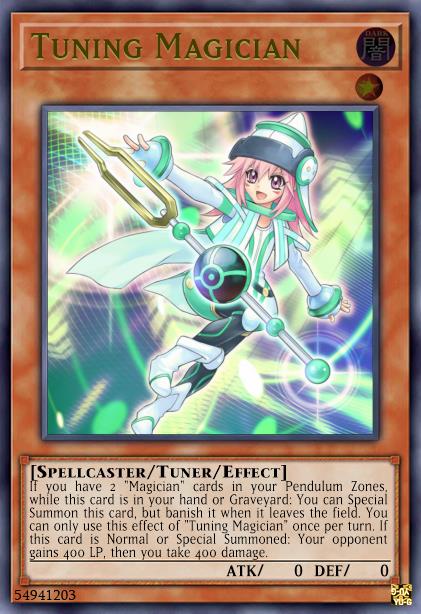 TUNING MAGICIAN
DARK
闇
[SPELLCASTER/TUNER/EFFECT]
If you have 2 "Magician" cards in your Pendulum Zones,
while this card is in your hand or Graveyard: You can Special
Summon this card, but banish it when it leaves the field. You
can only use this effect of "Tuning Magician" once per turn. If
this card is Normal or Special Summoned: Your opponent
gains 400 LP, then you take 400 damage.
ATK/ 0 DEF/ 0
54941203